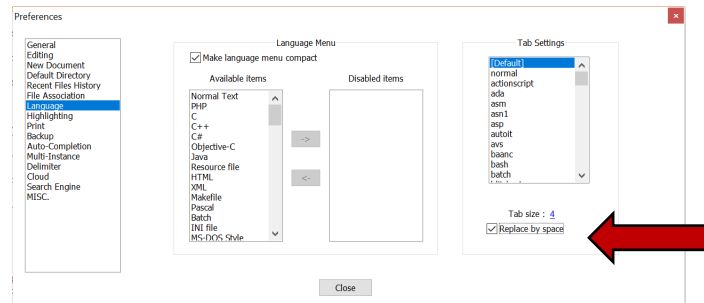 Preferences
General
Editing
New Document
Default Directory
Recent Files History
File Association
Language
Highlighting
Print
Backup
Auto-Completion
Multi-Instance
Delimiter
Cloud
Search Engine
MISC.
Language Menu
Make language menu compact
Available items
Normal Text
PHP
C
C++
C#
Objective-C
Java
Resource file
HTML
XML
Makefile
Pascal
Batch
INI file
MS-DOS Style
->
<-
Disabled items
Tab Settings
[Default]
normal
actionscript
ada
asm
asn1
asp
autoit
avs
baanc
bash
batch
Tab size : 4
Replace by space
Close